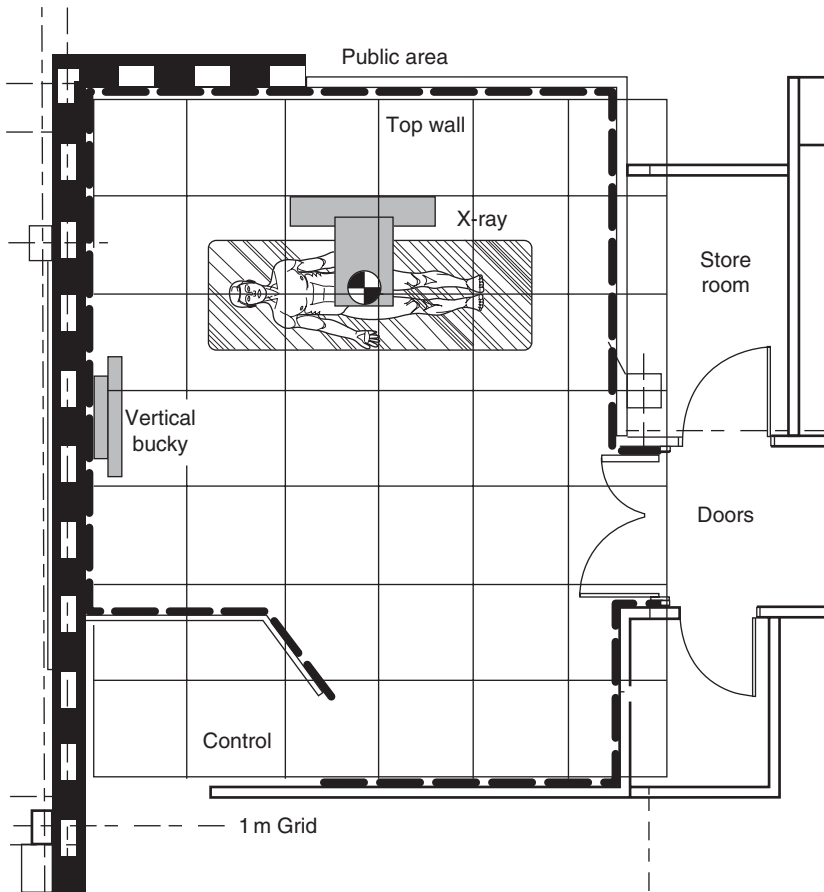 Public area
Top wall
X-ray
Store
room
Vertical
bucky
Doors
Control
1 m Grid